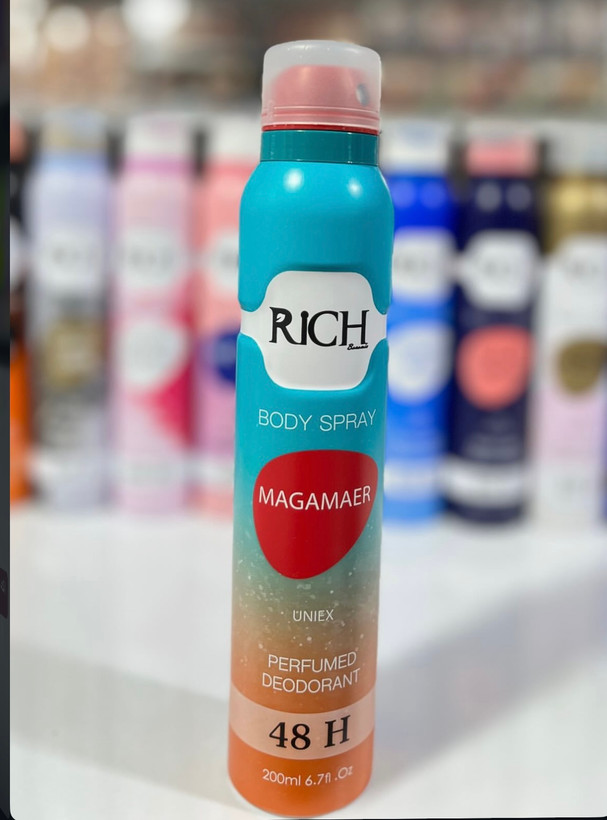 RICH
BODY SPRAY
MAGAMAER
UNIEX
PERFUMED
DEODORANT
48 H
200ml 6.7fl .Oz